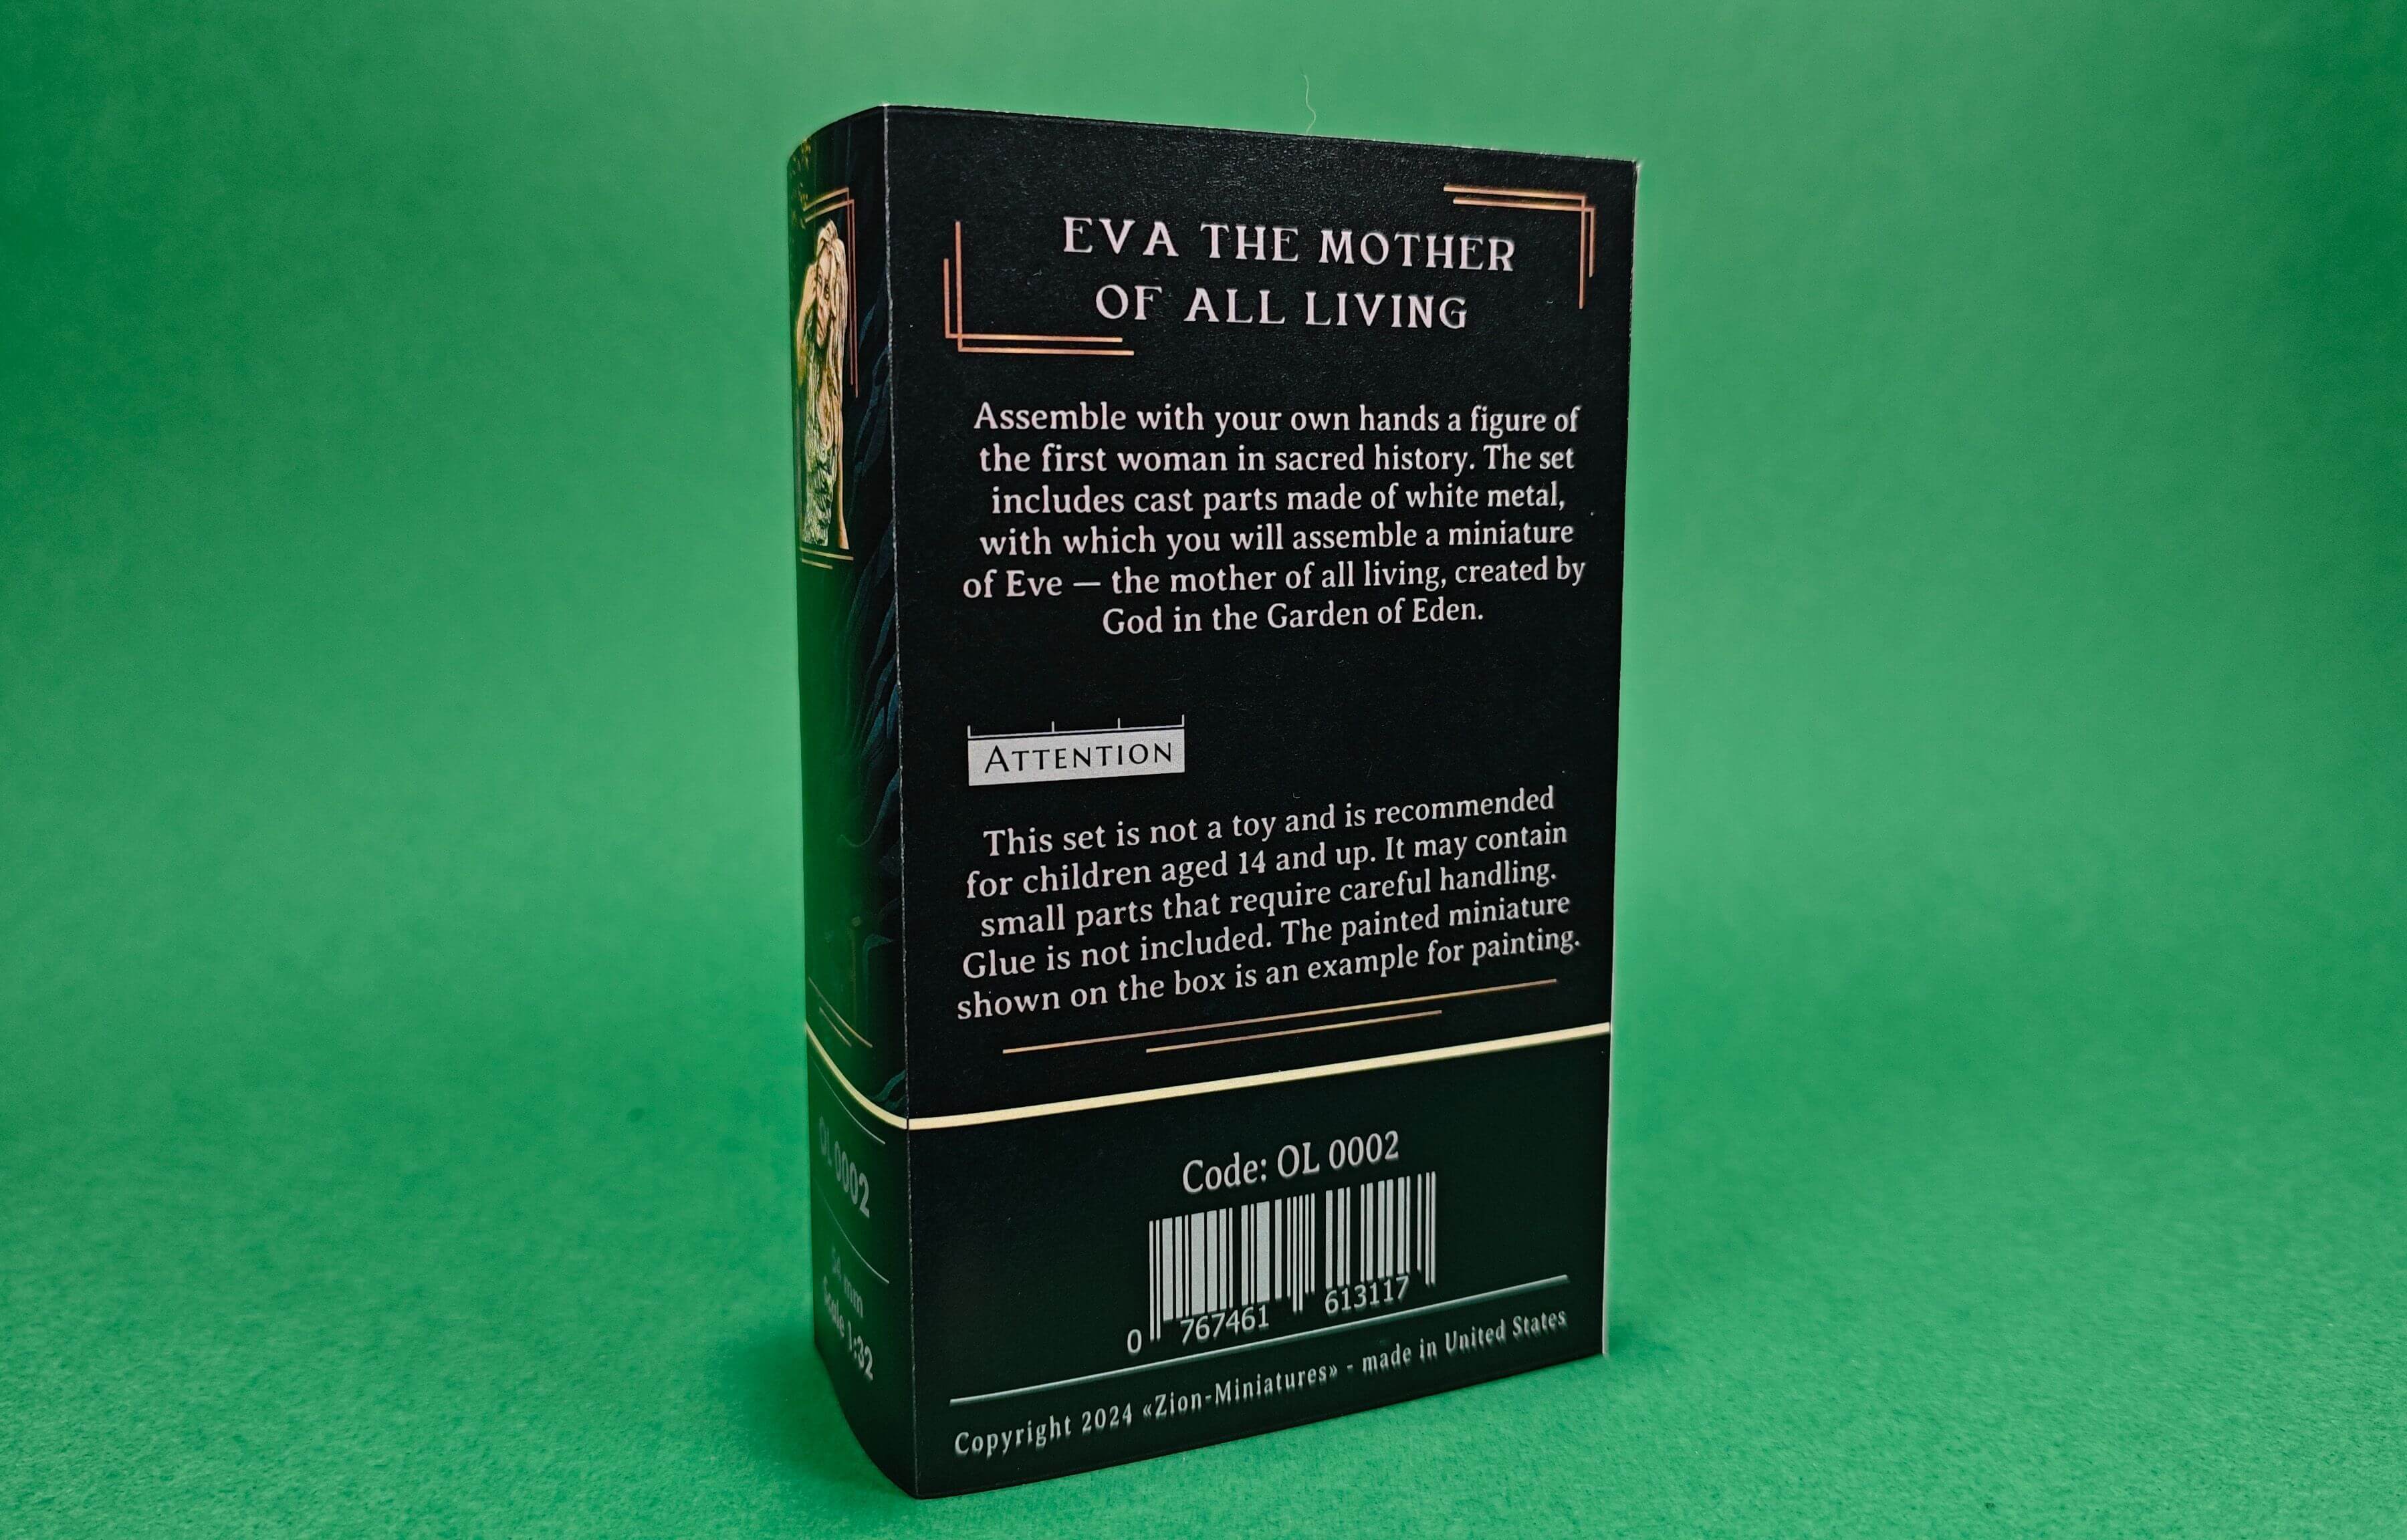 EVA THE MOTHER
OF ALL LIVING
Assemble with your own hands a figure of
the first woman in sacred history. The set
includes cast parts made of white metal,
with which you will assemble a miniature
of Eve — the mother of all living, created by
God in the Garden of Eden.
ATTENTION
This set is not a toy and is recommended
for children aged 14 and up. It may contain
small parts that require careful handling.
Glue is not included. The painted miniature
shown on the box is an example for painting.
Code: OL 0002
0 767461 613117
Copyright 2024 «Zion-Miniatures» - made in United States
OL 0002
54 mm
Scale 1:32